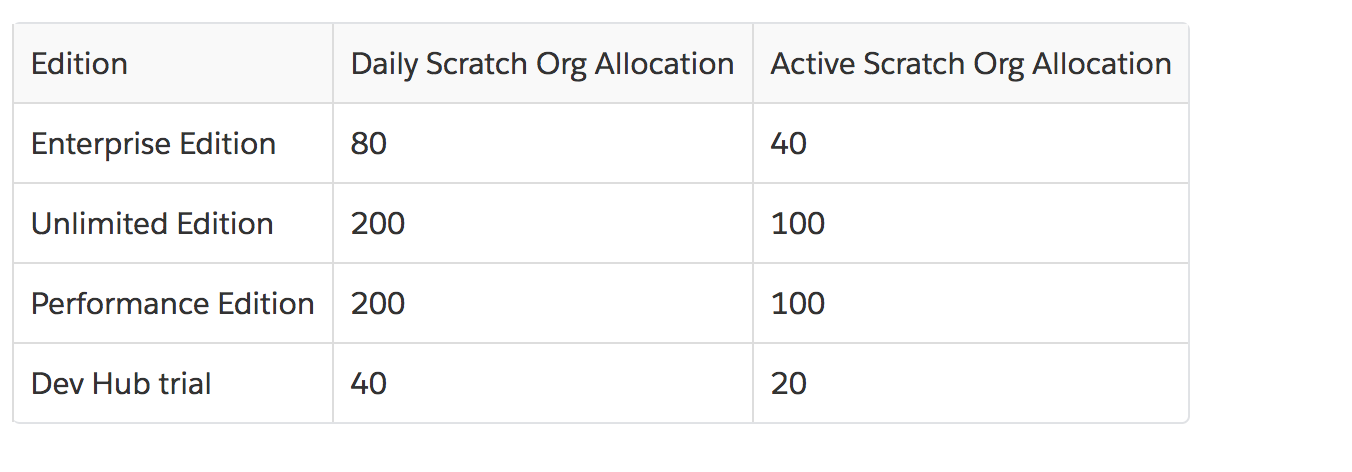 Edition Daily Scratch Org Allocation Active Scratch Org Allocation
Enterprise Edition 80 40
Unlimited Edition 200 100
Performance Edition 200 100
Dev Hub trial 40 20